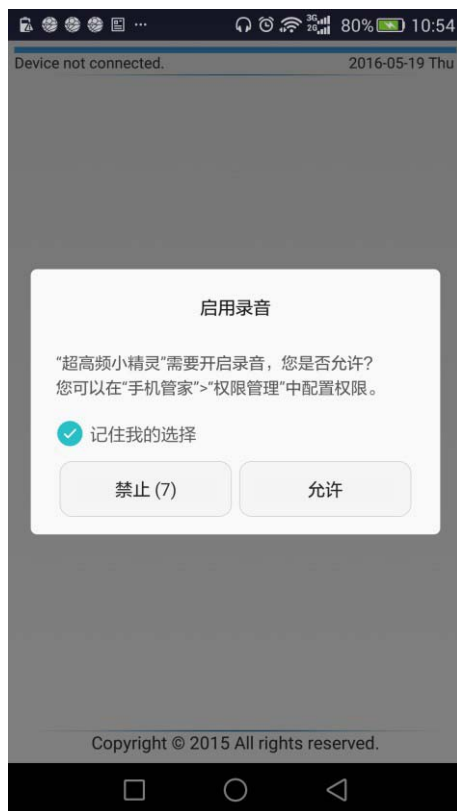 3G
2G
80%
10:54
Device not connected.
2016-05-19 Thu
启用录音
“超高频小精灵”需要开启录音，您是否允许？
您可以在“手机管家”>“权限管理”中配置权限。
记住我的选择
禁止 (7)
允许
Copyright © 2015 All rights reserved.